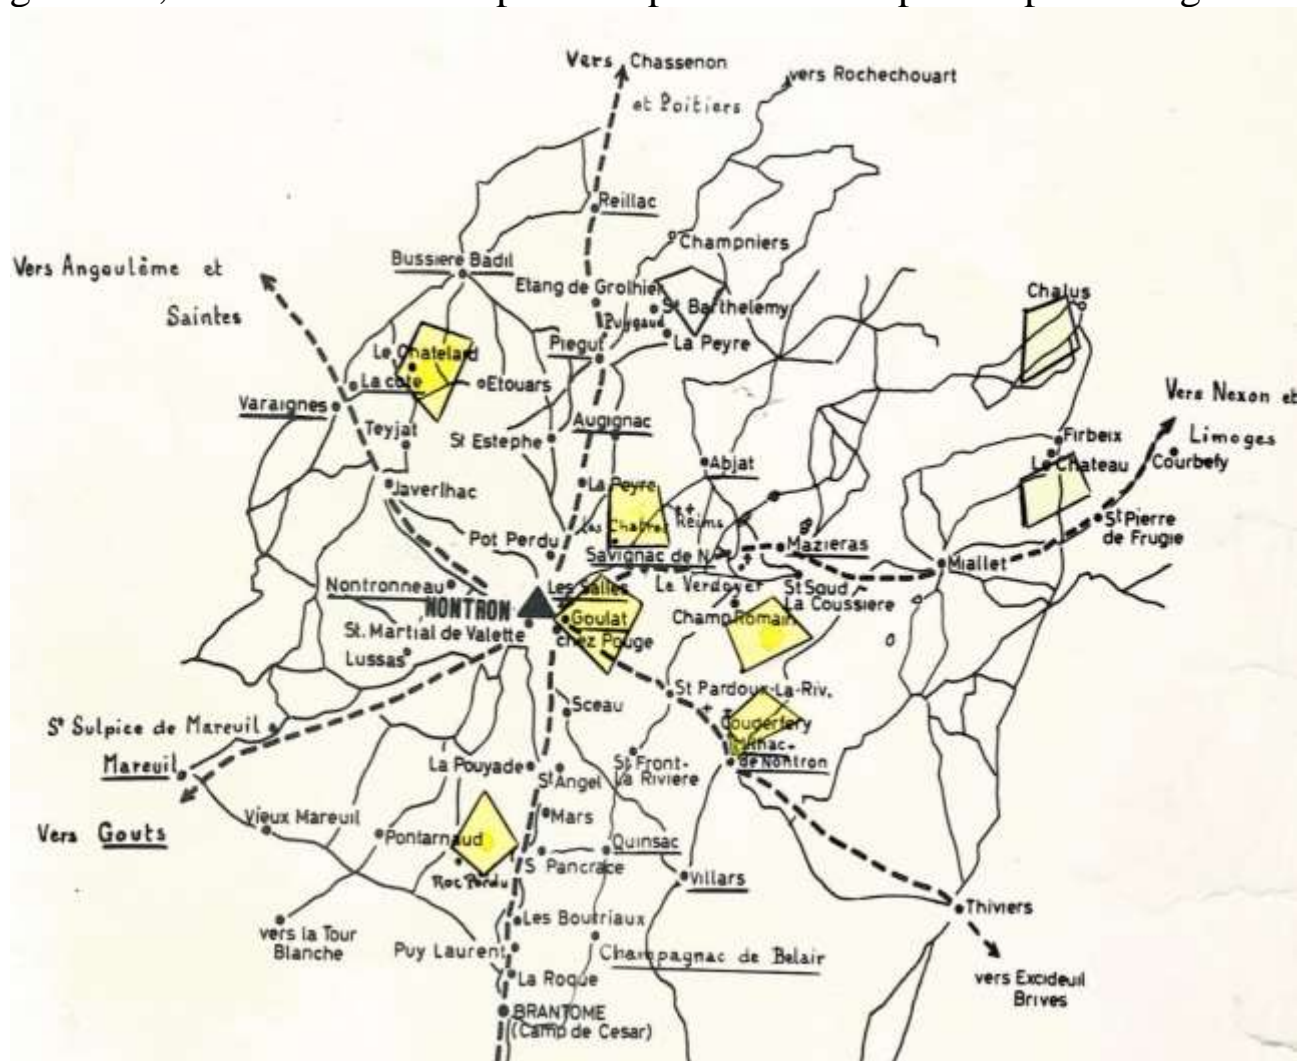 Vers Chassenon
et Poitiers
vers Rochechouart
Reillac
Champniers
Bussiere Badil
Vers Angoulême et
Saintes
Etang de Grolhier
St Barthelemy
Chalus
Puygaud
Piegut
La Peyre
Le Chatelard
La cote
Etouars
Vers Nexon et
Limoges
Varaignes
Augignac
Teyjat
St Estephe
Firbeix
Le Chateau
Courbefy
Abjat
Javerlhac
La Peyre
Las Chatres
Reims
St Pierre
de Frugie
Pot Perdu
Savignac de N
Mazieras
Miallet
Nontronneau
Les Salles
Le Verdoyer
St Saud
La Coussiere
NONTRON
Goulat
Champ Romain
St. Martial de Valette
chez Pouge
Lussas
St Pardoux-La-Riv.
Sceau
St Sulpice de Mareuil
Mareuil
La Pouyade
St Angel
St Front-
La Riviere
de Nontron
Vers Gouts
Vieux Mareuil
Mars
Pontarnaud
Quinsac
S Pancrace
Roc Perdu
Villars
Les Boutriaux
Thiviers
vers la Tour
Blanche
Puy Laurent
Champagnac de Belair
La Roque
vers Excideuil
Brives
BRANTOME
(Camp de Cesar)